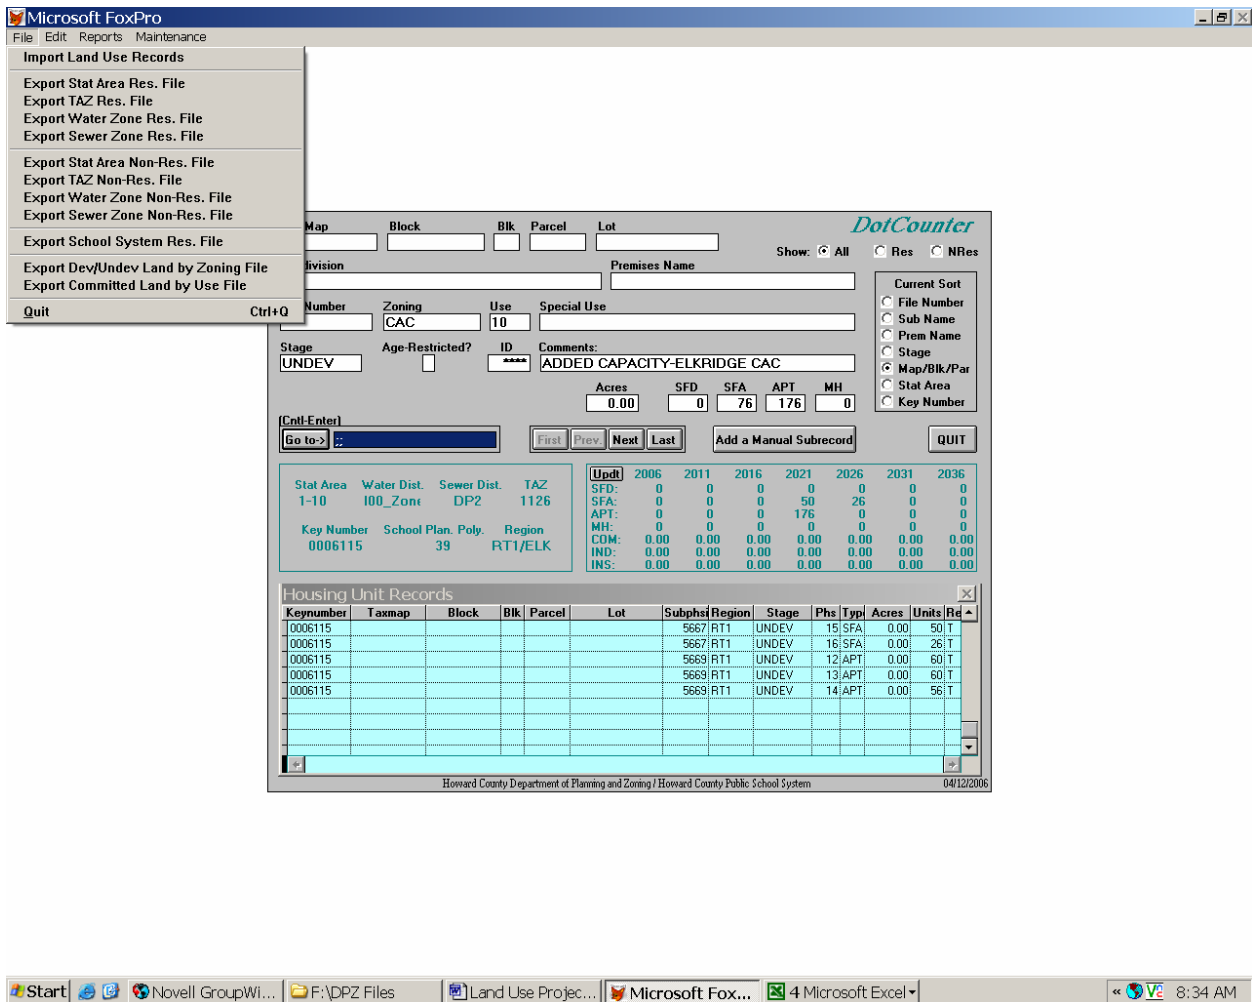 Microsoft FoxPro
File Edit Reports Maintenance
Import Land Use Records
Export Stat Area Res. File
Export TAZ Res. File
Export Water Zone Res. File
Export Sewer Zone Res. File
Export Stat Area Non-Res. File
Export TAZ Non-Res. File
Export Water Zone Non-Res. File
Export Sewer Zone Non-Res. File
Export School System Res. File
Export Dev/Undev Land by Zoning File
Export Committed Land by Use File
Quit Ctrl+Q
Map Block Blk Parcel Lot DotCounter
Show: All Res NRes
division Premises Name
Number Zoning Use Special Use
CAC 10
Stage Age-Restricted? ID Comments:
UNDEV **** ADDED CAPACITY-ELKRIDGE CAC
Current Sort
File Number
Sub Name
Prem Name
Stage
Map/Blk/Par
Stat Area
Key Number
Acres SFD SFA APT MH
0.00 0 76 176 0
(Cntl-Enter)
Go to-> ;; First Prev. Next Last Add a Manual Subrecord QUIT
Stat Area Water Dist. Sewer Dist. TAZ
1-10 I00_Zone DP2 1126
Key Number School Plan. Poly. Region
0006115 39 RT1/ELK
Updt 2006 2011 2016 2021 2026 2031 2036
SFD: 0 0 0 0 0 0 0
SFA: 0 0 0 50 26 0 0
APT: 0 0 0 176 0 0 0
MH: 0 0 0 0 0 0 0
COM: 0.00 0.00 0.00 0.00 0.00 0.00 0.00
IND: 0.00 0.00 0.00 0.00 0.00 0.00 0.00
INS: 0.00 0.00 0.00 0.00 0.00 0.00 0.00
Housing Unit Records
Keynumber Taxmap Block Blk Parcel Lot Subphsi Region Stage Phs Typ Acres Units Re
0006115 5667 RT1 UNDEV 15 SFA 0.00 50 T
0006115 5667 RT1 UNDEV 16 SFA 0.00 26 T
0006115 5669 RT1 UNDEV 12 APT 0.00 60 T
0006115 5669 RT1 UNDEV 13 APT 0.00 60 T
0006115 5669 RT1 UNDEV 14 APT 0.00 56 T
Howard County Department of Planning and Zoning / Howard County Public School System 04/12/2006
Start Novell GroupWi... F:\DPZ Files Land Use Projec... Microsoft Fox... 4 Microsoft Excel « 8:34 AM